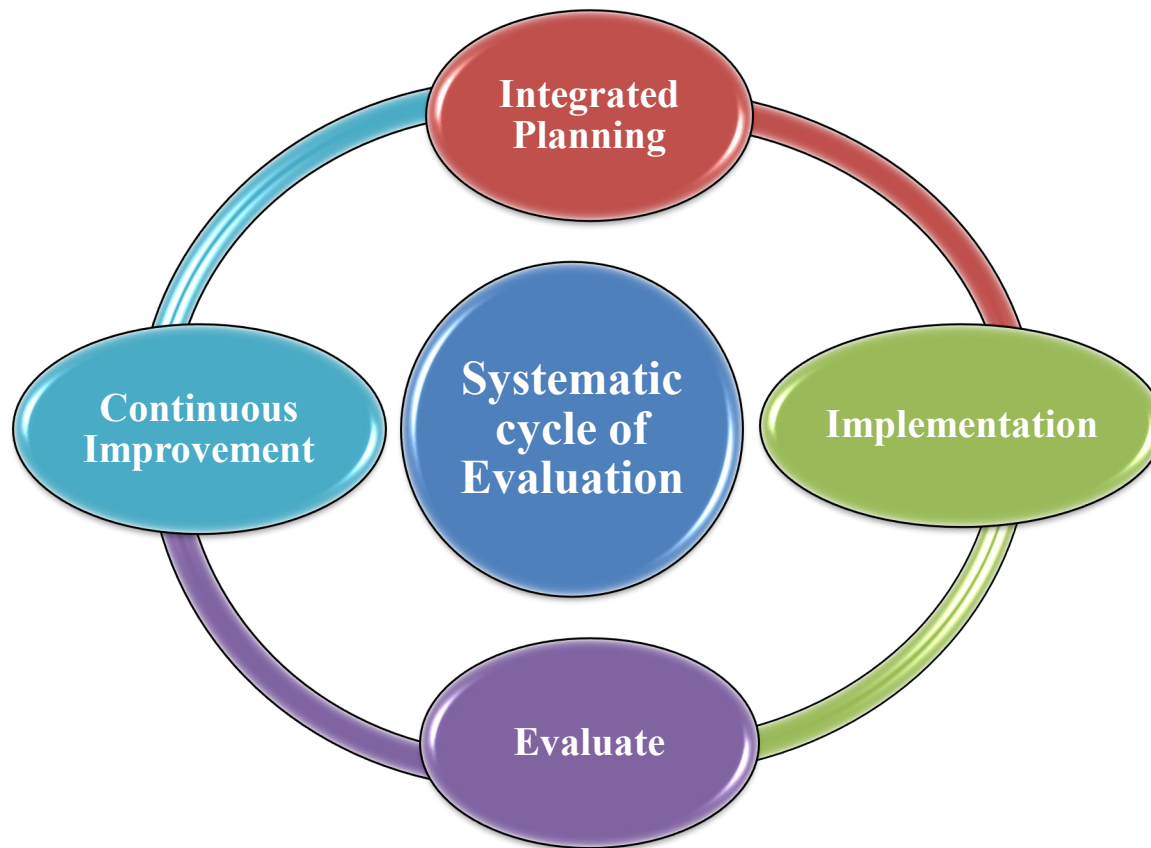 Integrated
Planning
Systematic
cycle of
Evaluation
Continuous
Improvement
Implementation
Evaluate